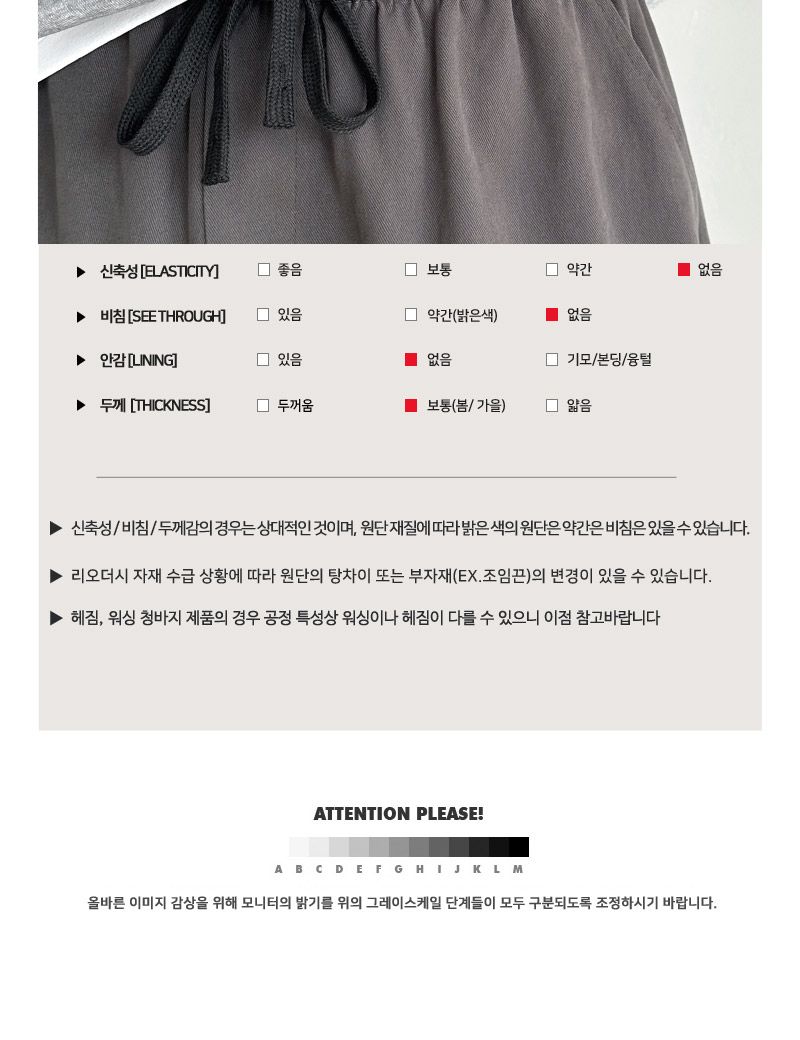 ▶ 신축성 [ELASTICITY] □ 좋음 □ 보통 □ 약간 ■ 없음
▶ 비침 [SEE THROUGH] □ 있음 □ 약간(밝은색) ■ 없음
▶ 안감 [LINING] □ 있음 ■ 없음 □ 기모/본딩/융털
▶ 두께 [THICKNESS] □ 두꺼움 ■ 보통(봄/ 가을) □ 얇음
▶ 신축성 / 비침 / 두께감의 경우는 상대적인 것이며, 원단 재질에 따라 밝은 색의 원단은 약간은 비침은 있을 수 있습니다.
▶ 리오더시 자재 수급 상황에 따라 원단의 탕차이 또는 부자재(EX.조임끈)의 변경이 있을 수 있습니다.
▶ 헤짐, 워싱 청바지 제품의 경우 공정 특성상 워싱이나 헤짐이 다를 수 있으니 이점 참고바랍니다
ATTENTION PLEASE!
A B C D E F G H I J K L M
올바른 이미지 감상을 위해 모니터의 밝기를 위의 그레이스케일 단계들이 모두 구분되도록 조정하시기 바랍니다.